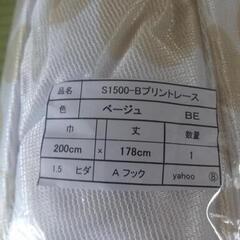 品名 S1500-Bプリントレース
色 ベージュ BE
巾 丈 数量
200cm × 178cm 1
1.5 ヒダ A フック yahoo ⑧